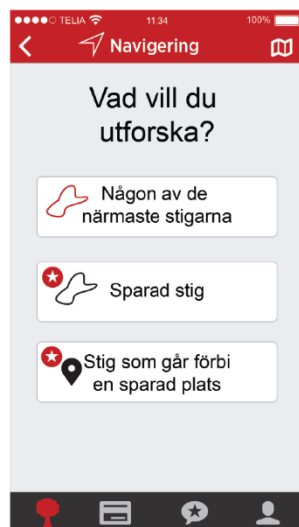 TELIA 11:34 100%
Navigering
Vad vill du
utforska?
Någon av de
närmaste stigarna
Sparad stig
Stig som går förbi
en sparad plats